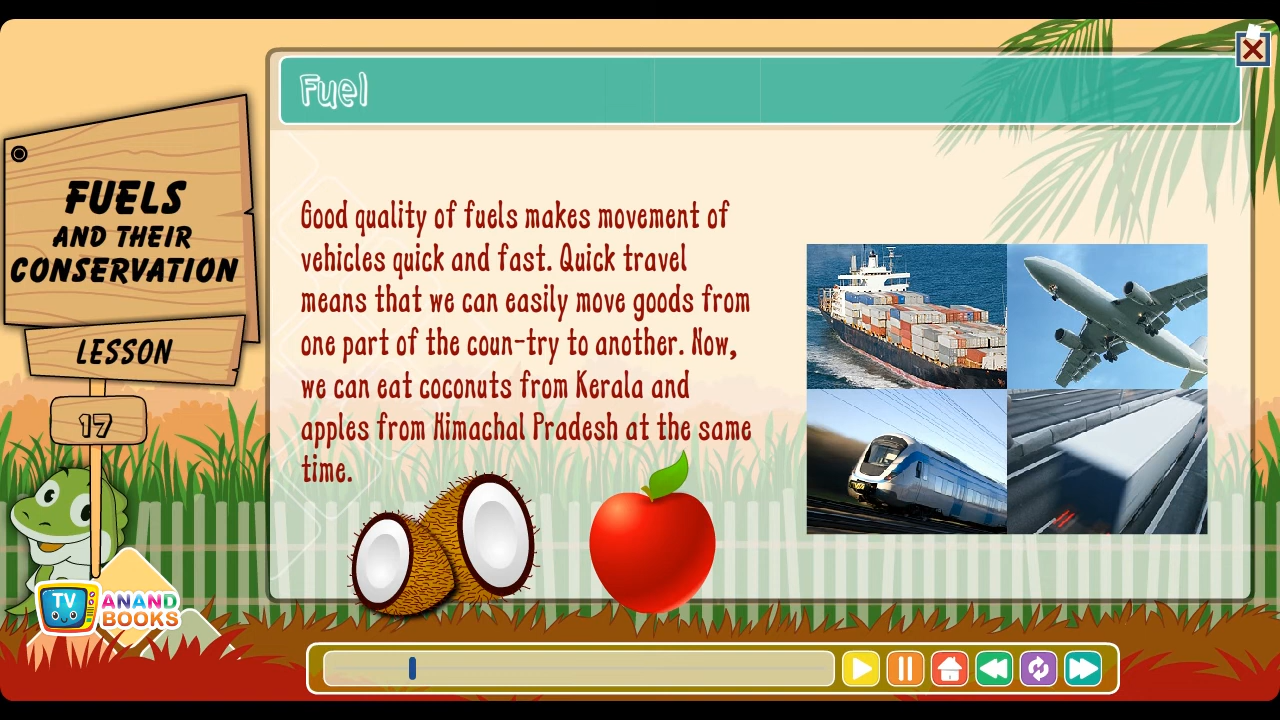 Fuel
FUELS
AND THEIR
CONSERVATION
LESSON
17
Good quality of fuels makes movement of
vehicles quick and fast. Quick travel
means that we can easily move goods from
one part of the coun-try to another. Now,
we can eat coconuts from Kerala and
apples from Himachal Pradesh at the same
time.
TV
ANAND
BOOKS